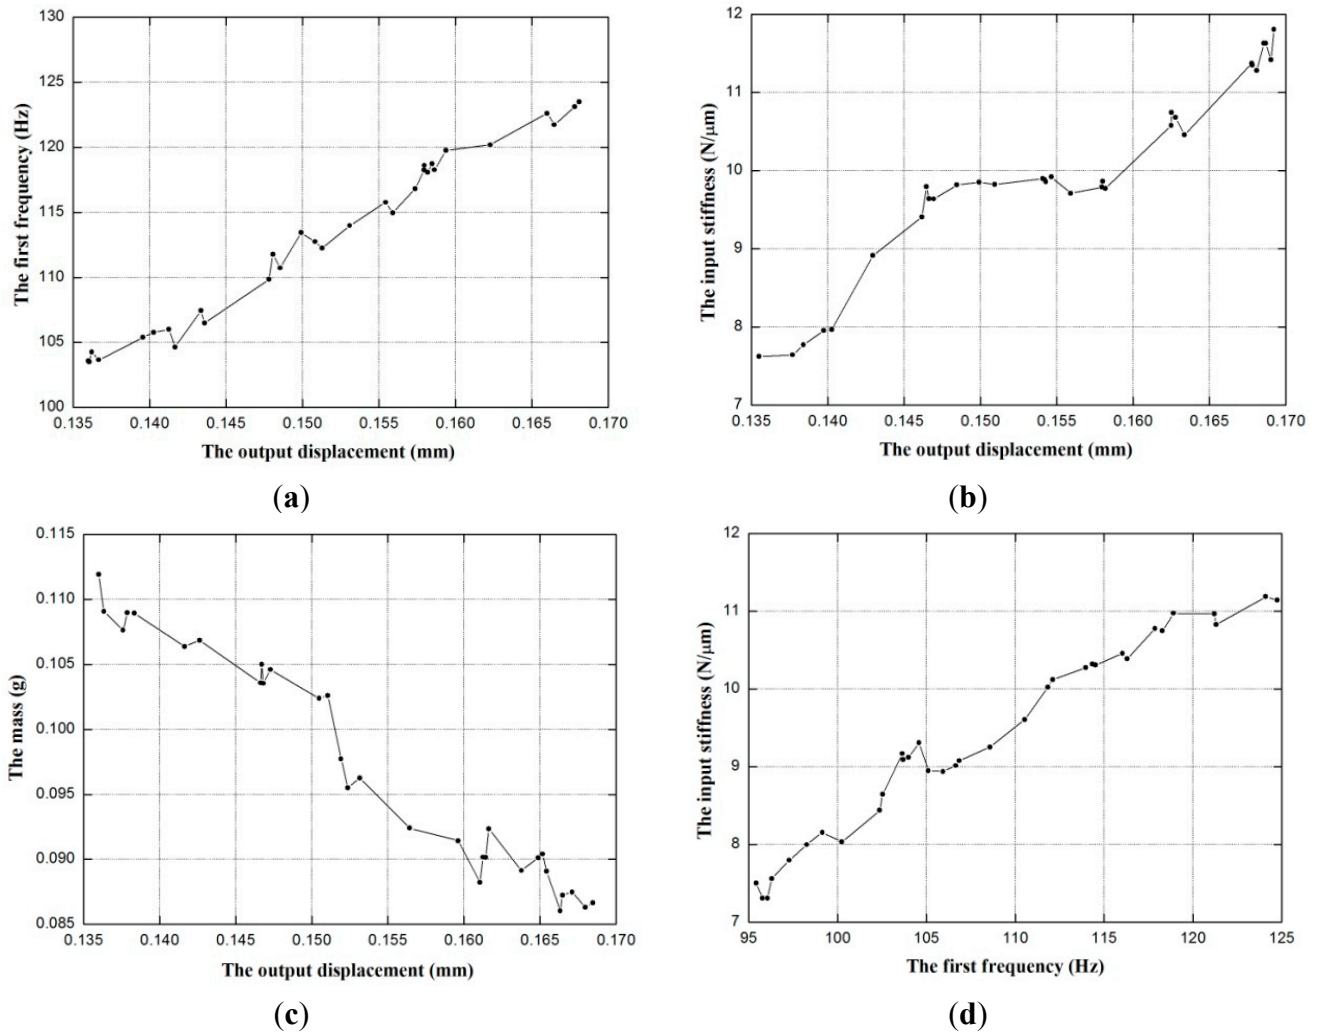 130
125
120
115
110
105
100
The first frequency (Hz)
0.135 0.140 0.145 0.150 0.155 0.160 0.165 0.170
The output displacement (mm)
(a)
12
11
10
9
8
7
The input stiffness (N/μm)
0.135 0.140 0.145 0.150 0.155 0.160 0.165 0.170
The output displacement (mm)
(b)
0.115
0.110
0.105
0.100
0.095
0.090
0.085
The mass (g)
0.135 0.140 0.145 0.150 0.155 0.160 0.165 0.170
The output displacement (mm)
(c)
12
11
10
9
8
7
The input stiffness (N/μm)
95 100 105 110 115 120 125
The first frequency (Hz)
(d)